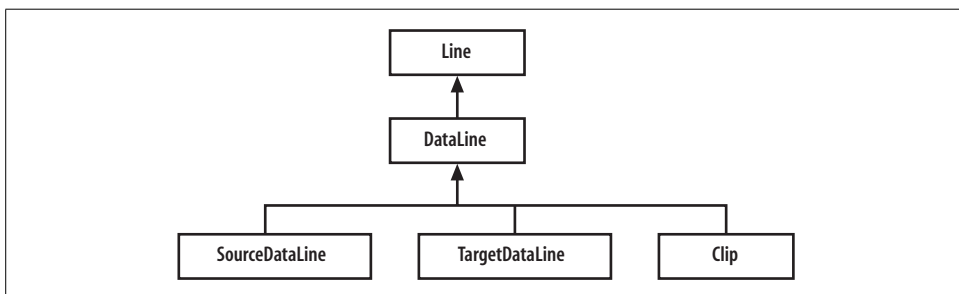 Line
DataLine
SourceDataLine
TargetDataLine
Clip